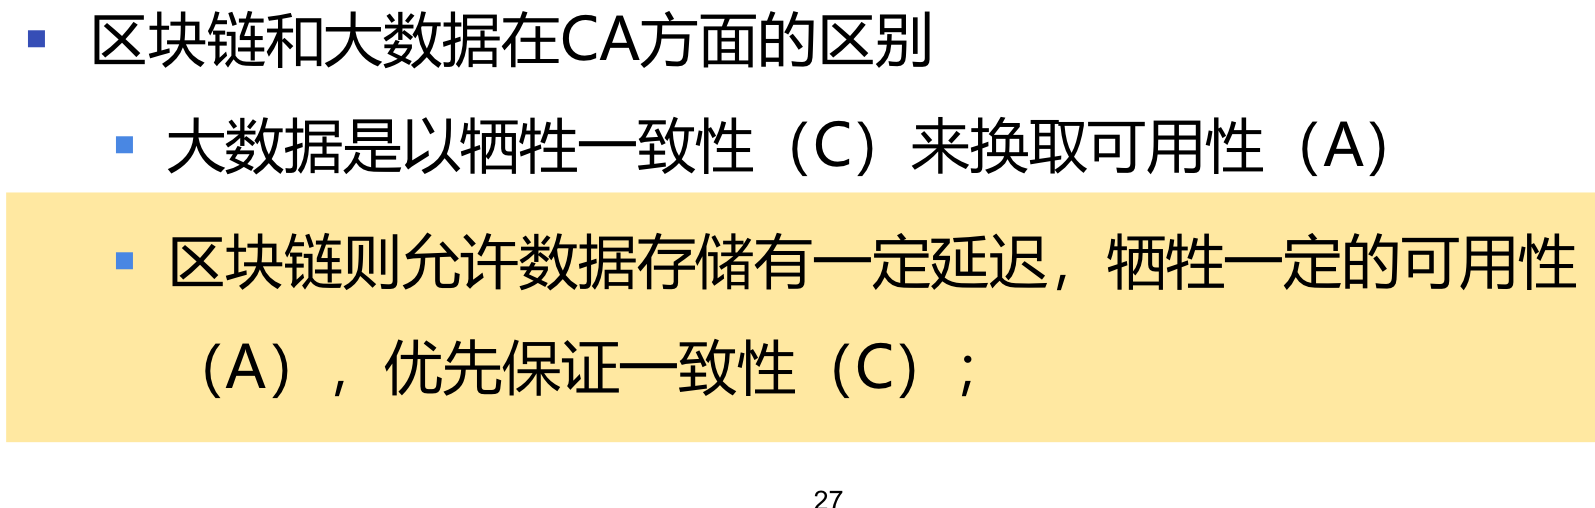 区块链和大数据在CA方面的区别
大数据是以牺牲一致性（C）来换取可用性（A）
区块链则允许数据存储有一定延迟，牺牲一定的可用性
（A），优先保证一致性（C）;
27